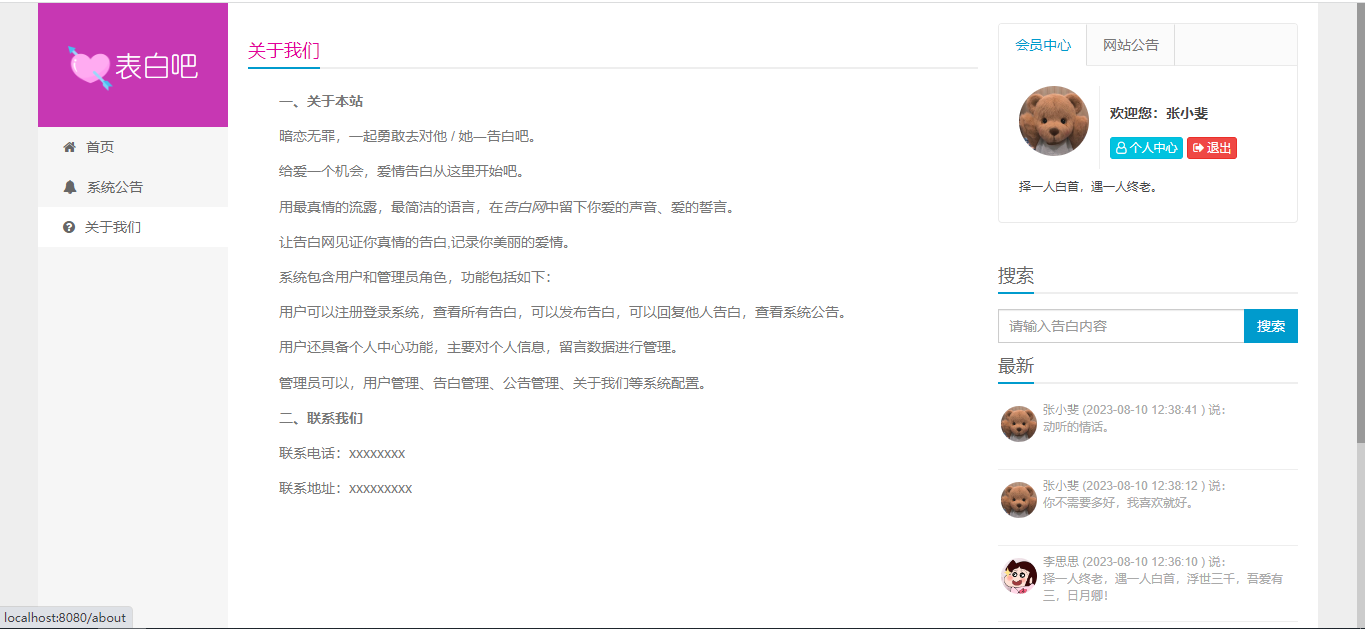 表白吧
首页
系统公告
关于我们
关于我们
一、关于本站
暗恋无罪，一起勇敢去对他 / 她—告白吧。
给爱一个机会，爱情告白从这里开始吧。
用最真情的流露，最简洁的语言，在告白网中留下你爱的声音、爱的誓言。
让告白网见证你真情的告白,记录你美丽的爱情。
系统包含用户和管理员角色，功能包括如下：
用户可以注册登录系统，查看所有告白，可以发布告白，可以回复他人告白，查看系统公告。
用户还具备个人中心功能，主要对个人信息，留言数据进行管理。
管理员可以，用户管理、告白管理、公告管理、关于我们等系统配置。
二、联系我们
联系电话：xxxxxxxx
联系地址：xxxxxxxxx
会员中心 网站公告
欢迎您：张小斐
个人中心 退出
择一人白首，遇一人终老。
搜索
请输入告白内容 搜索
最新
张小斐 (2023-08-10 12:38:41 ) 说：
动听的情话。
张小斐 (2023-08-10 12:38:12 ) 说：
你不需要多好，我喜欢就好。
李思思 (2023-08-10 12:36:10 ) 说：
择一人终老，遇一人白首，浮世三千，吾爱有
三，日月卿！
localhost:8080/about